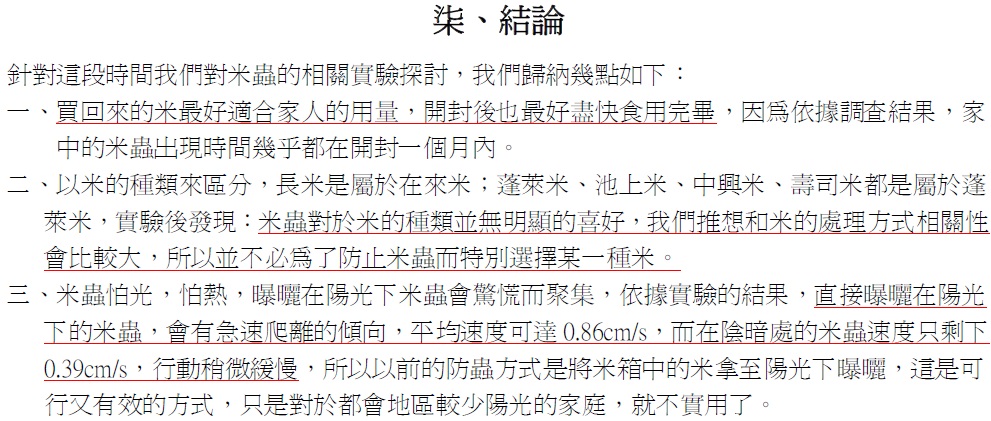 柒、結論
針對這段時間我們對米蟲的相關實驗探討，我們歸納幾點如下：
一、買回來的米最好適合家人的用量，開封後也最好盡快食用完畢，因為依據調查結果，家
中的米蟲出現時間幾乎都在開封一個月內。
二、以米的種類來區分，長米是屬於在來米；蓬萊米、池上米、中興米、壽司米都是屬於蓬
萊米，實驗後發現：米蟲對於米的種類並無明顯的喜好，我們推想和米的處理方式相關性
會比較大，所以並不必為了防止米蟲而特別選擇某一種米。
三、米蟲怕光，怕熱，曝曬在陽光下米蟲會驚慌而聚集，依據實驗的結果，直接曝曬在陽光
下的米蟲，會有急速爬離的傾向，平均速度可達 0.86cm/s，而在陰暗處的米蟲速度只剩下
0.39cm/s，行動稍微緩慢，所以以前的防蟲方式是將米箱中的米拿至陽光下曝曬，這是可
行又有效的方式，只是對於都會地區較少陽光的家庭，就不實用了。